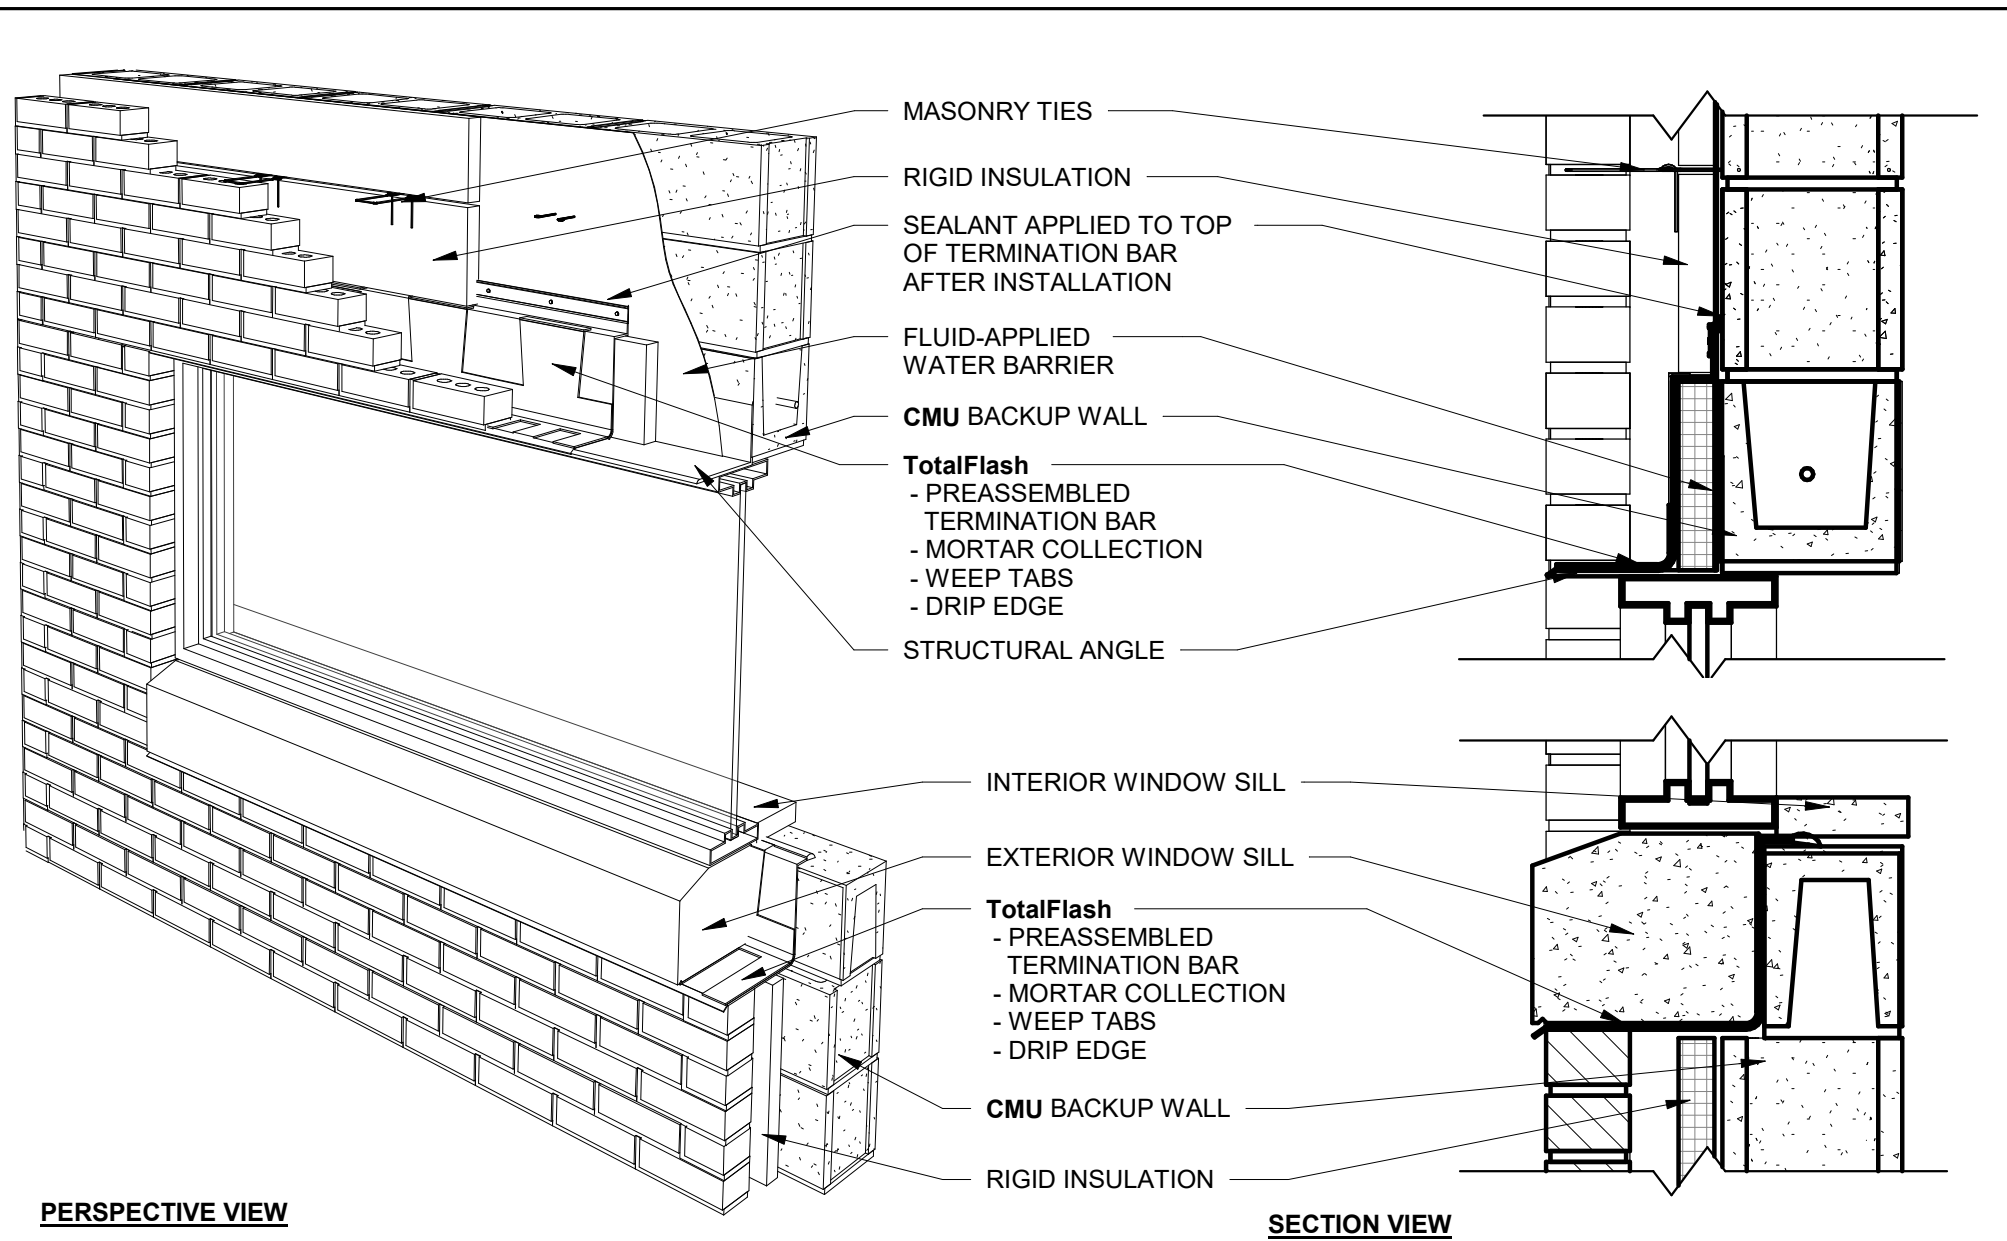 MASONRY TIES
RIGID INSULATION
SEALANT APPLIED TO TOP
OF TERMINATION BAR
AFTER INSTALLATION
FLUID-APPLIED
WATER BARRIER
CMU BACKUP WALL
TotalFlash
- PREASSEMBLED
TERMINATION BAR
- MORTAR COLLECTION
- WEEP TABS
- DRIP EDGE
STRUCTURAL ANGLE
INTERIOR WINDOW SILL
EXTERIOR WINDOW SILL
TotalFlash
- PREASSEMBLED
TERMINATION BAR
- MORTAR COLLECTION
- WEEP TABS
- DRIP EDGE
CMU BACKUP WALL
RIGID INSULATION
PERSPECTIVE VIEW
SECTION VIEW